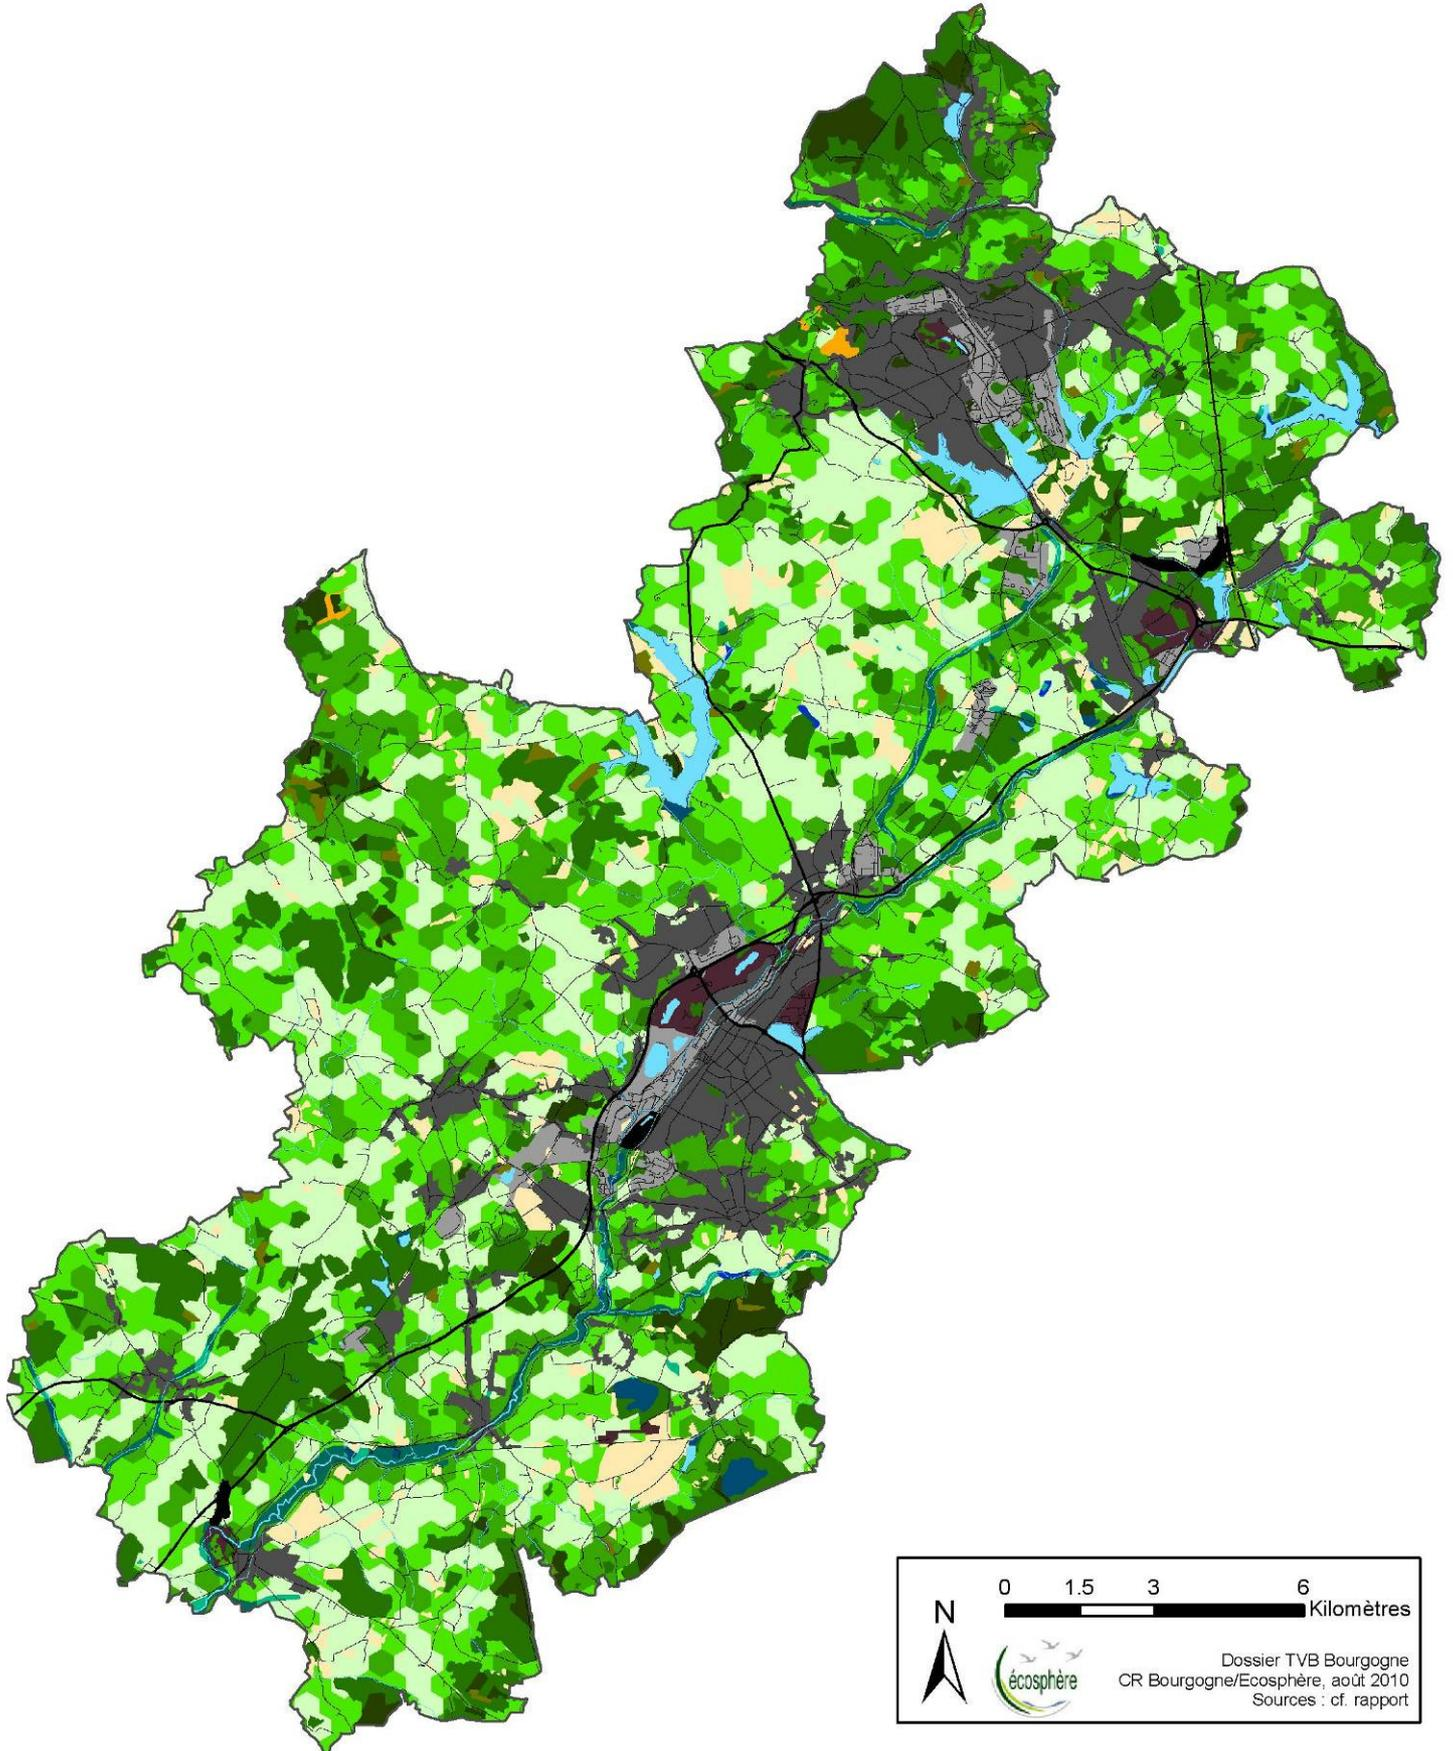 0 1.5 3 6
Kilomètres
N
écosphère
Dossier TVB Bourgogne
CR Bourgogne/Ecosphère, août 2010
Sources : cf. rapport